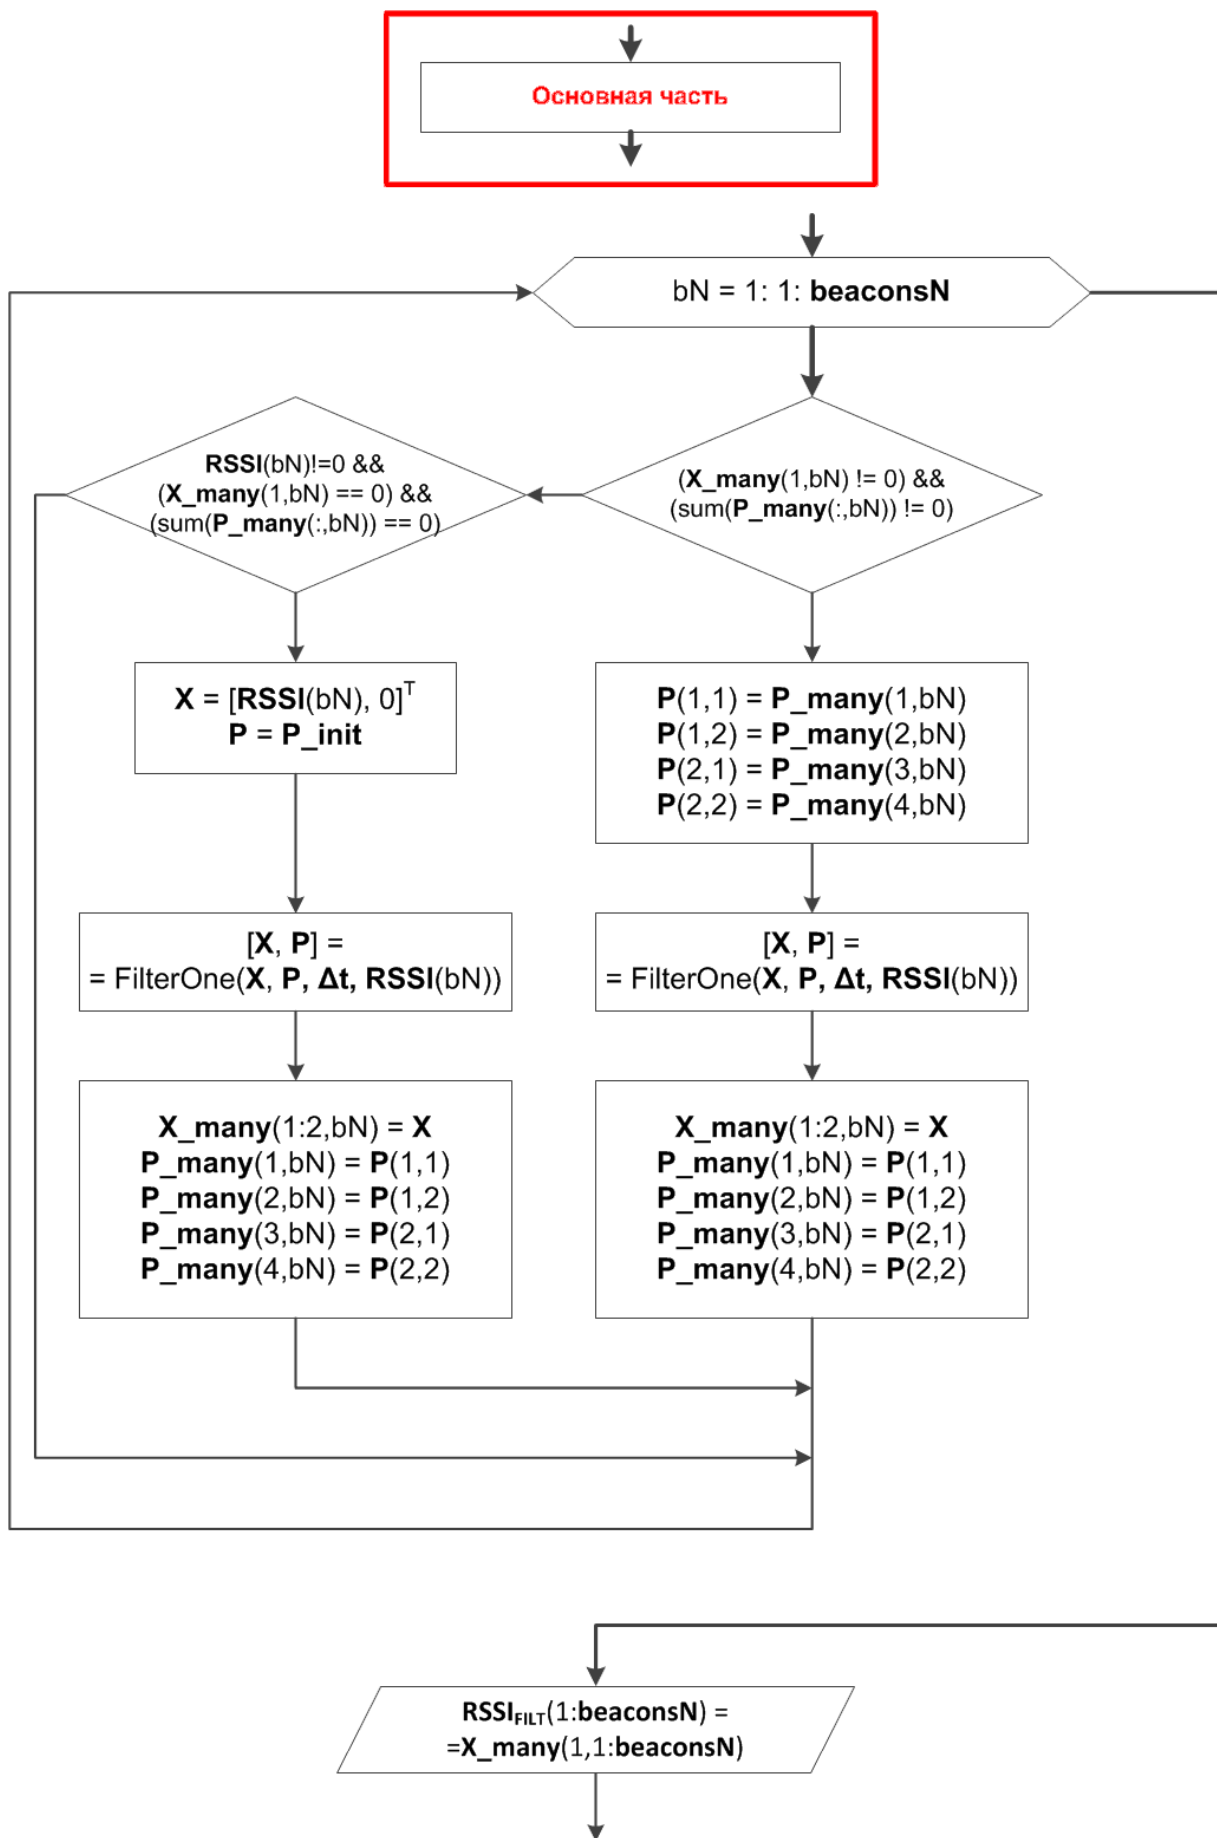 Основная часть
bN = 1: 1: beaconsN
RSSI(bN)!=0 &&
(X_many(1,bN) == 0) &&
(sum(P_many(:,bN)) == 0)
(X_many(1,bN) != 0) &&
(sum(P_many(:,bN)) != 0)
X = [RSSI(bN), 0]ᵀ
P = P_init
P(1,1) = P_many(1,bN)
P(1,2) = P_many(2,bN)
P(2,1) = P_many(3,bN)
P(2,2) = P_many(4,bN)
[X, P] =
= FilterOne(X, P, Δt, RSSI(bN))
[X, P] =
= FilterOne(X, P, Δt, RSSI(bN))
X_many(1:2,bN) = X
P_many(1,bN) = P(1,1)
P_many(2,bN) = P(1,2)
P_many(3,bN) = P(2,1)
P_many(4,bN) = P(2,2)
X_many(1:2,bN) = X
P_many(1,bN) = P(1,1)
P_many(2,bN) = P(1,2)
P_many(3,bN) = P(2,1)
P_many(4,bN) = P(2,2)
RSSI_FILT(1:beaconsN) =
=X_many(1,1:beaconsN)